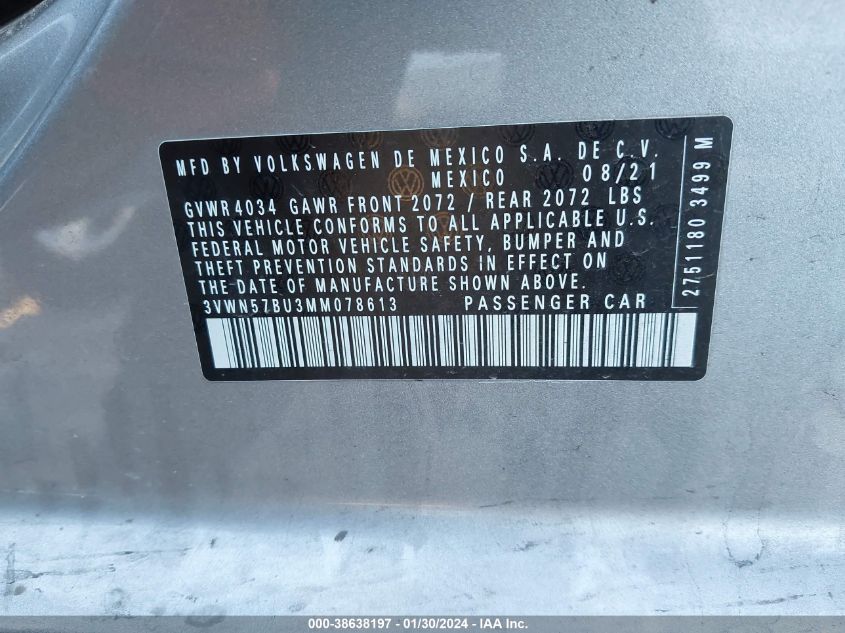 MFD BY VOLKSWAGEN DE MEXICO S.A. DE C.V.
MEXICO 08/21
GVWR 4034 GAWR FRONT 2072 / REAR 2072 LBS
THIS VEHICLE CONFORMS TO ALL APPLICABLE U.S.
FEDERAL MOTOR VEHICLE SAFETY, BUMPER AND
THEFT PREVENTION STANDARDS IN EFFECT ON
THE DATE OF MANUFACTURE SHOWN ABOVE.
3VWN57BU3MM078613 PASSENGER CAR
2751180 3499 M
000-38638197 - 01/30/2024 - IAA Inc.